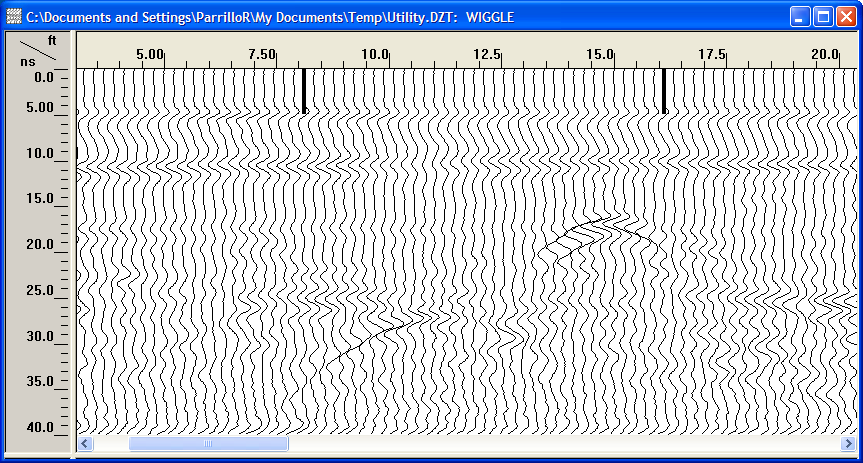 C:\Documents and Settings\ParrilloR\My Documents\Temp\Utility.DZT: WIGGLE
ft
ns
5.00 7.50 10.0 12.5 15.0 17.5 20.0
0.0
5.00
10.0
15.0
20.0
25.0
30.0
35.0
40.0